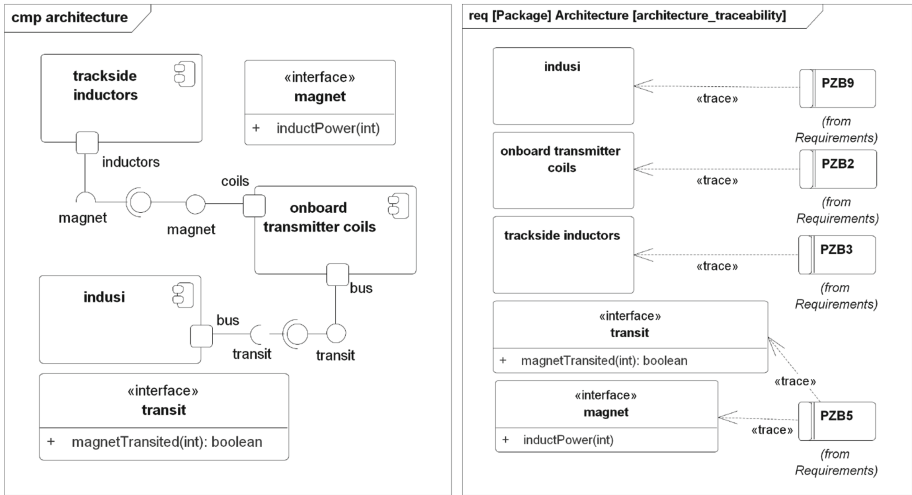 cmp architecture
trackside
inductors
«interface»
magnet
+ inductPower(int)
inductors
magnet
magnet
coils
onboard
transmitter coils
bus
indusi
bus
transit
transit
«interface»
transit
+ magnetTransited(int): boolean
req [Package] Architecture [architecture_traceability]
indusi
«trace»
PZB9
(from
Requirements)
onboard transmitter
coils
«trace»
PZB2
(from
Requirements)
trackside inductors
«trace»
PZB3
(from
Requirements)
«interface»
transit
+ magnetTransited(int): boolean
«trace»
«interface»
magnet
+ inductPower(int)
«trace»
PZB5
(from
Requirements)